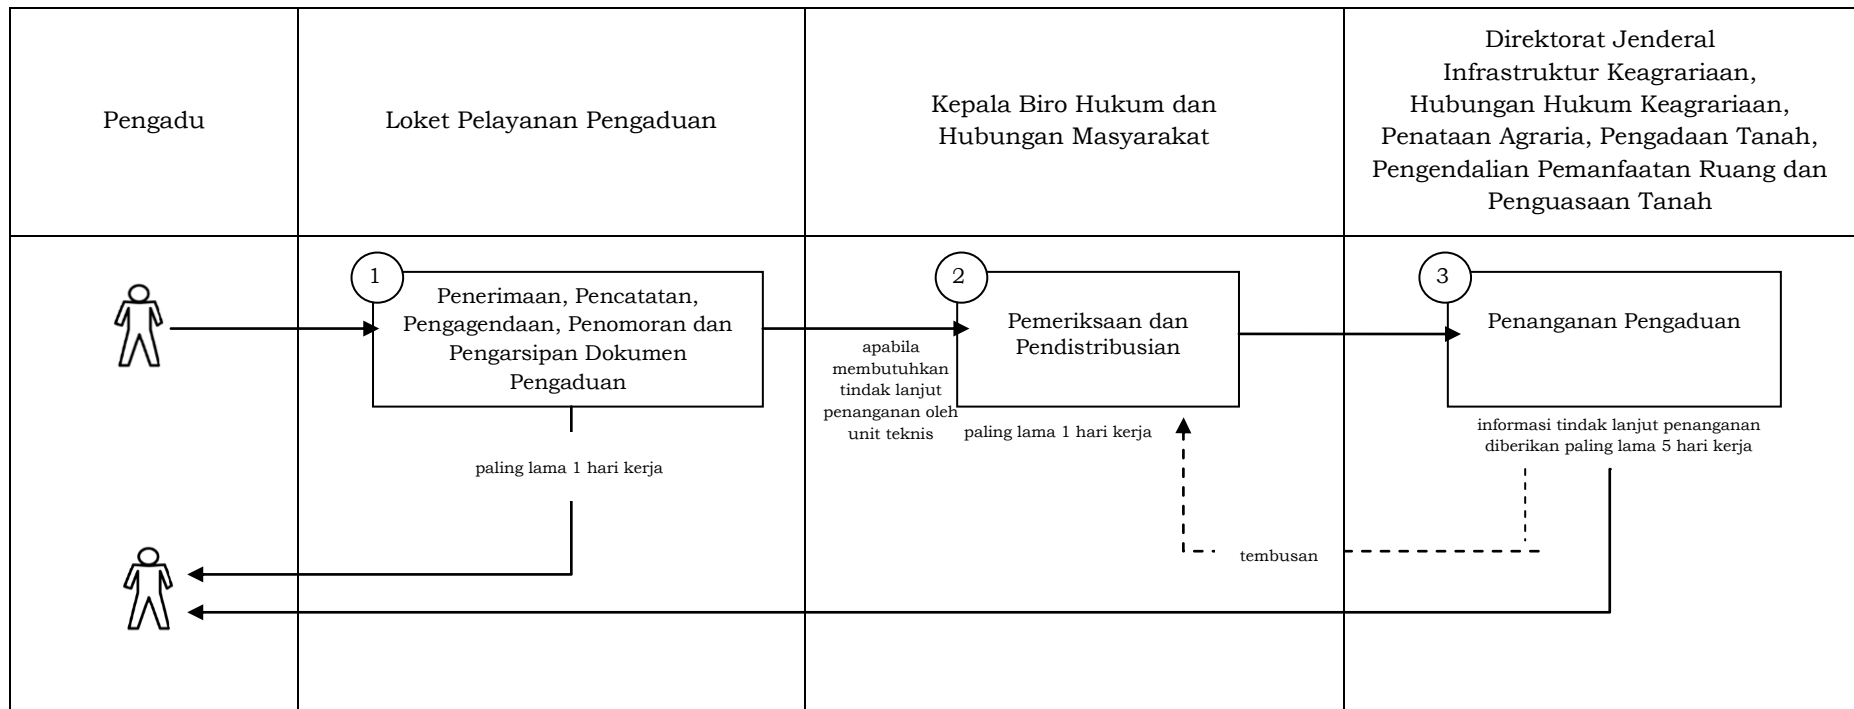 Pengadu
Loket Pelayanan Pengaduan
Kepala Biro Hukum dan
Hubungan Masyarakat
Direktorat Jenderal
Infrastruktur Keagrariaan,
Hubungan Hukum Keagrariaan,
Penataan Agraria, Pengadaan Tanah,
Pengendalian Pemanfaatan Ruang dan
Penguasaan Tanah
1
Penerimaan, Pencatatan,
Pengagendaan, Penomoran dan
Pengarsipan Dokumen
Pengaduan
paling lama 1 hari kerja
apabila
membutuhkan
tindak lanjut
penanganan oleh
unit teknis
2
Pemeriksaan dan
Pendistribusian
paling lama 1 hari kerja
3
Penanganan Pengaduan
informasi tindak lanjut penanganan
diberikan paling lama 5 hari kerja
tembusan